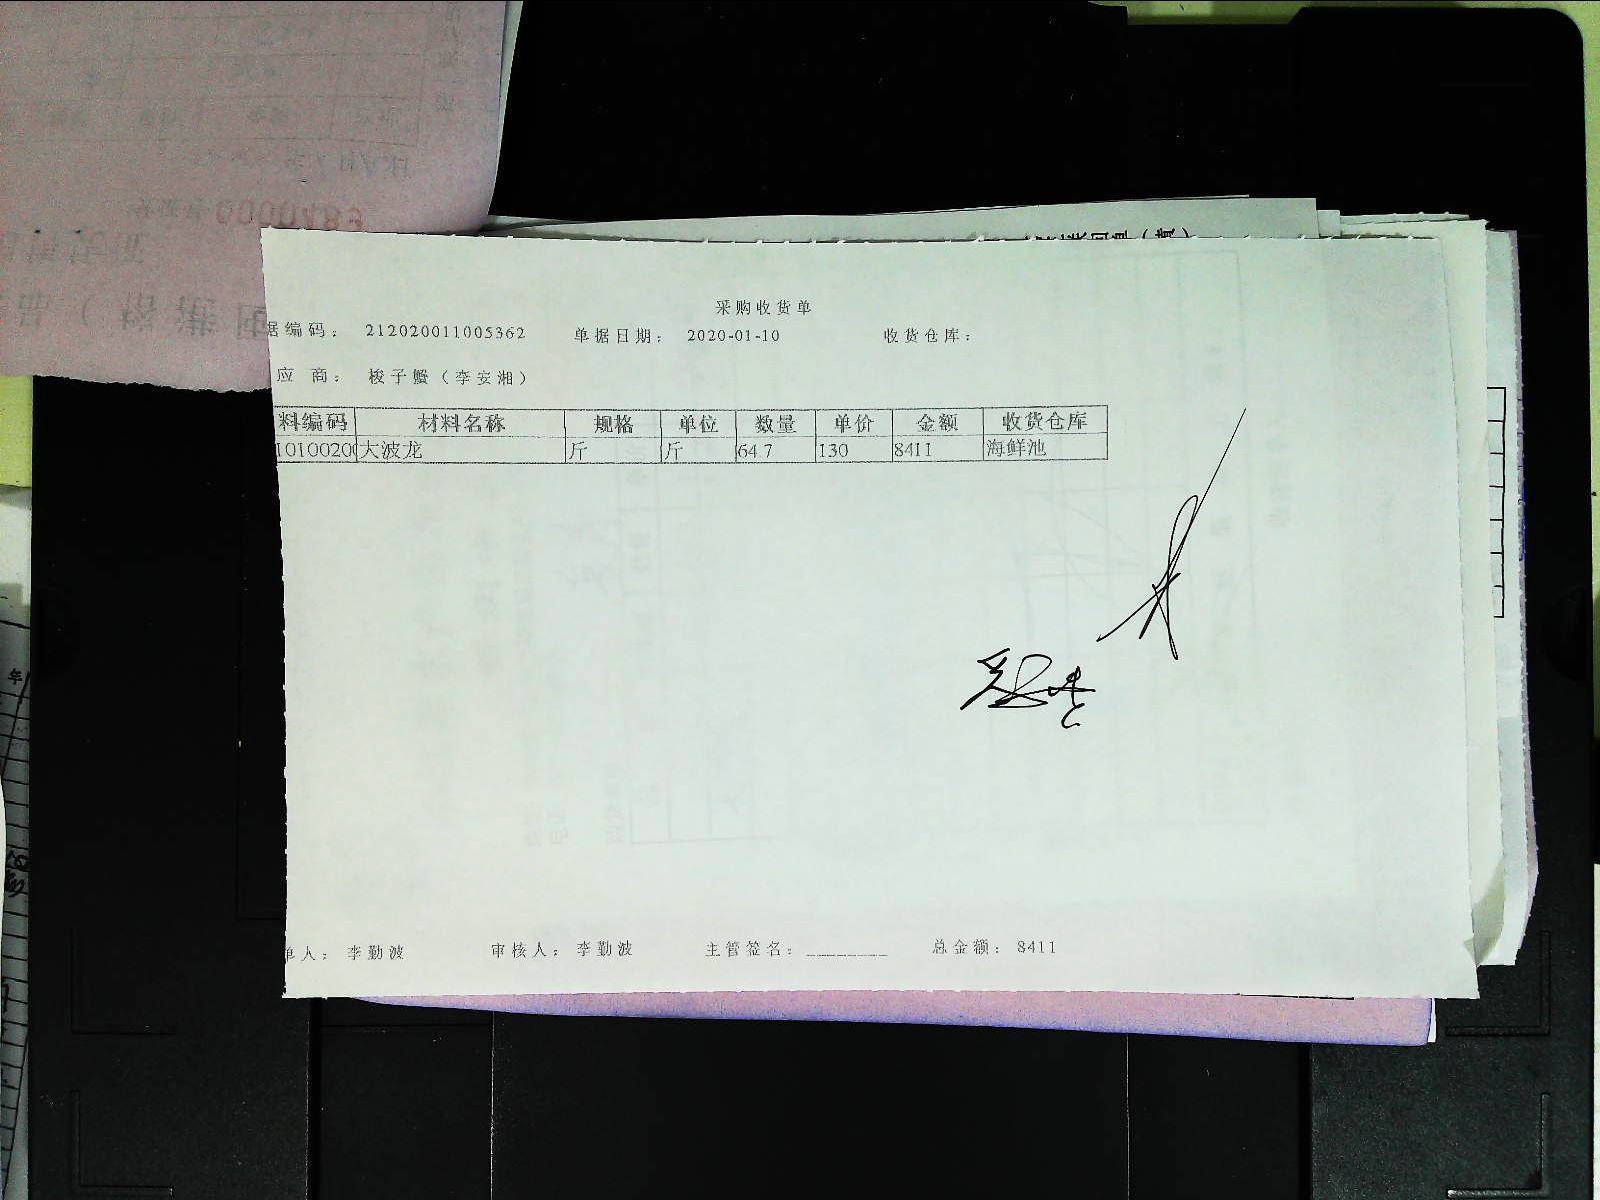 采购收货单
据编码： 212020011005362 单据日期： 2020-01-10 收货仓库：
应 商： 梭子蟹（李安湘）
料编码 材料名称 规格 单位 数量 单价 金额 收货仓库
10100200 大波龙 斤 斤 64.7 130 8411 海鲜池
单人： 李勤波 审核人： 李勤波 主管签名：________ 总金额： 8411